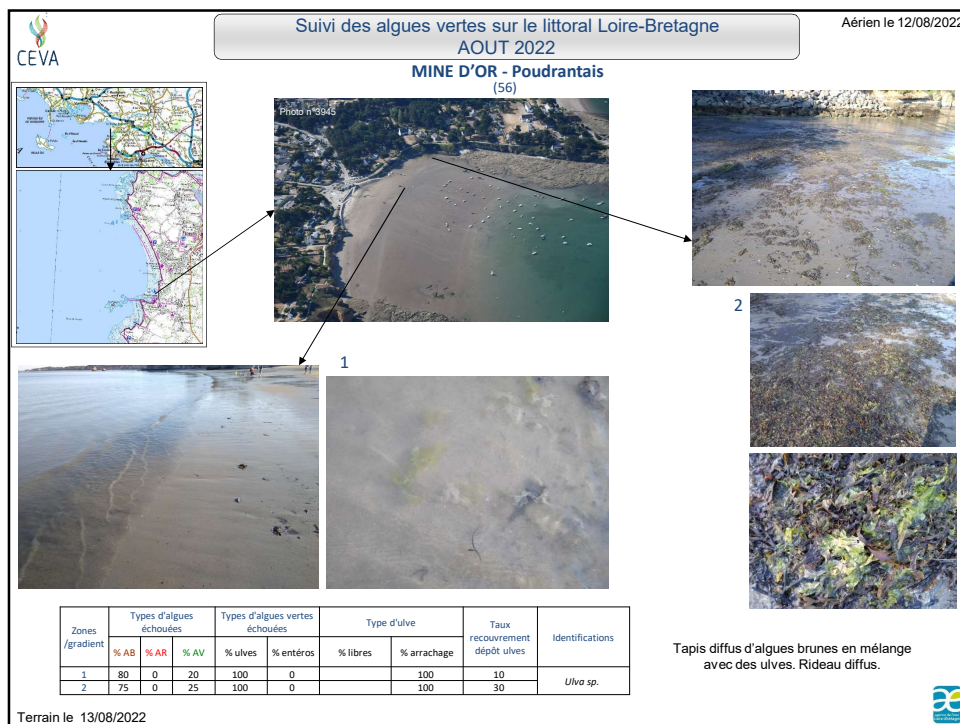 CEVA
Suivi des algues vertes sur le littoral Loire-Bretagne
AOUT 2022
Aérien le 12/08/2022
MINE D'OR - Poudrantais
(56)
Photo n°3945
1
2
Zones /gradient
Types d'algues échouées
Types d'algues vertes échouées
Type d'ulve
Taux recouvrement dépôt ulves
Identifications
% AB % AR % AV % ulves % entéros % libres % arrachage
1 80 0 20 100 0 100 10
2 75 0 25 100 0 100 30
Ulva sp.
Tapis diffus d'algues brunes en mélange
avec des ulves. Rideau diffus.
Terrain le 13/08/2022